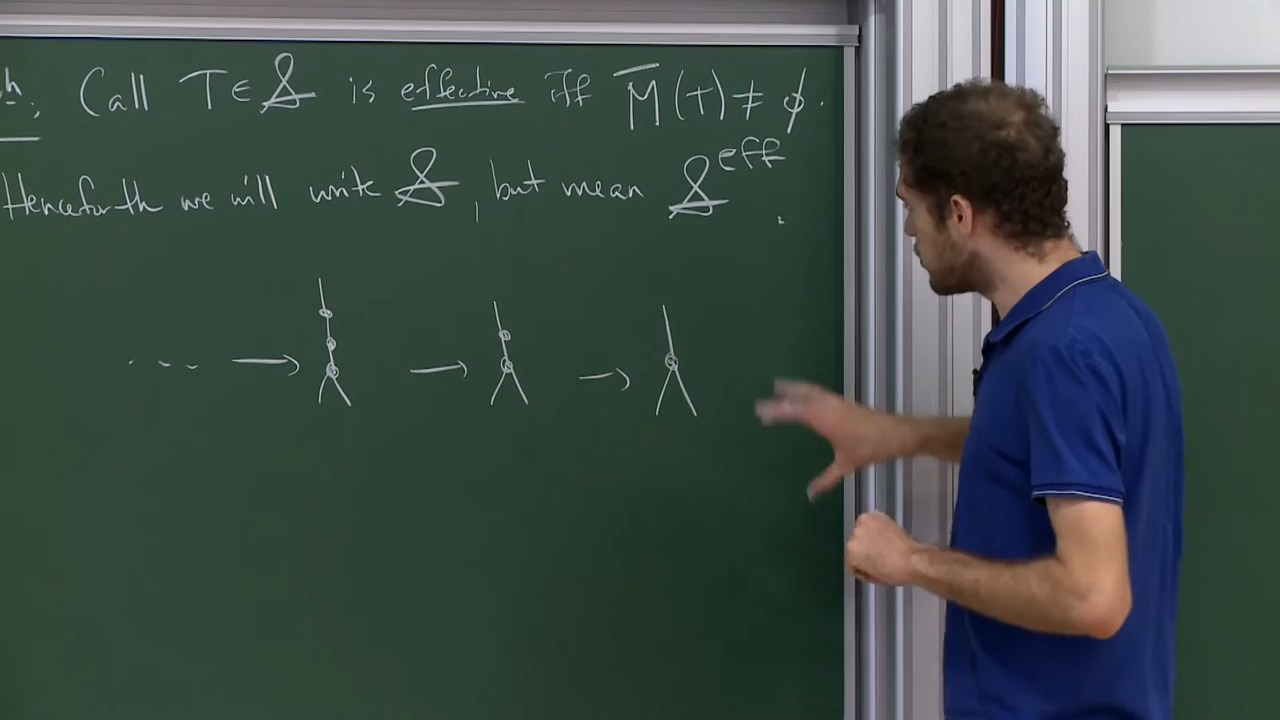 Call T ∈ 𝒮 is effective iff M̄(T) ≠ ϕ.
Henceforth we will write 𝒮, but mean 𝒮^eff.
... → → →